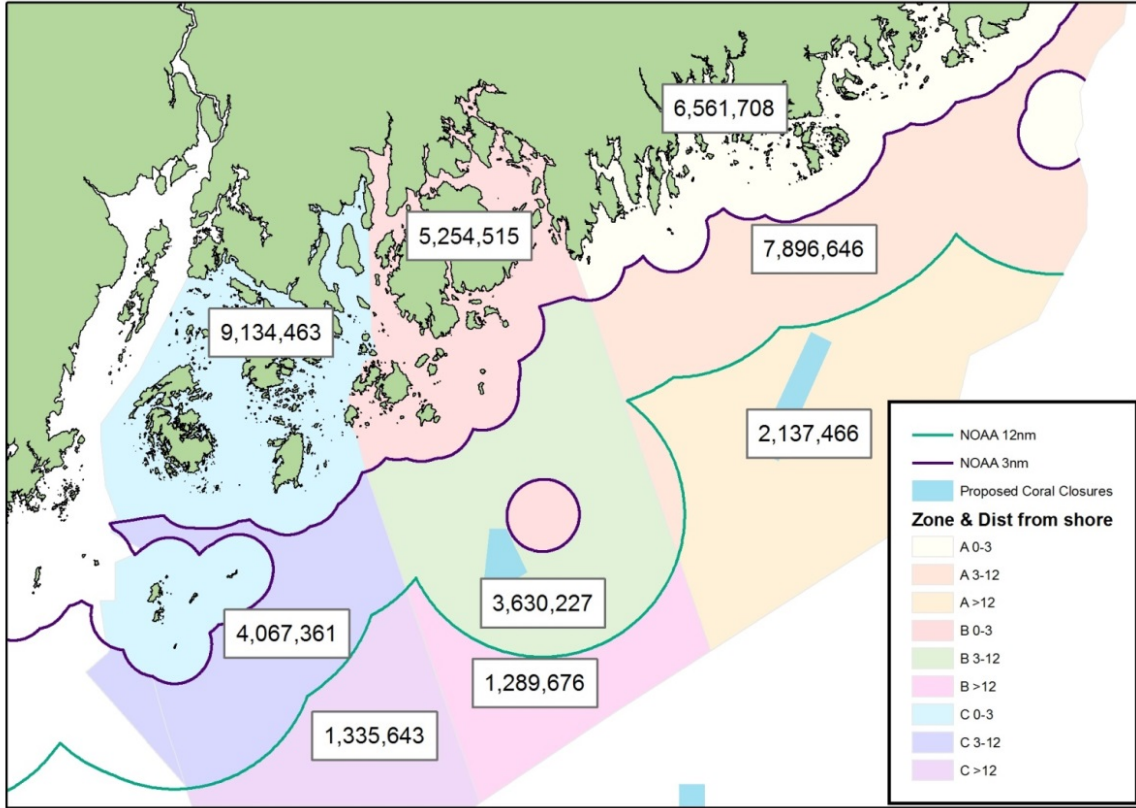 6,561,708
5,254,515
7,896,646
9,134,463
2,137,466
3,630,227
4,067,361
1,289,676
1,335,643
NOAA 12nm
NOAA 3nm
Proposed Coral Closures
Zone & Dist from shore
A 0-3
A 3-12
A >12
B 0-3
B 3-12
B >12
C 0-3
C 3-12
C >12